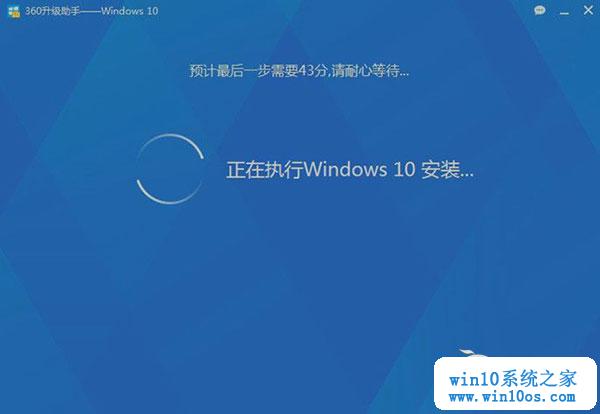 360升级助手——Windows 10
预计最后一步需要43分,请耐心等待...
正在执行Windows 10 安装...
win10系统之家
www.win10os.com